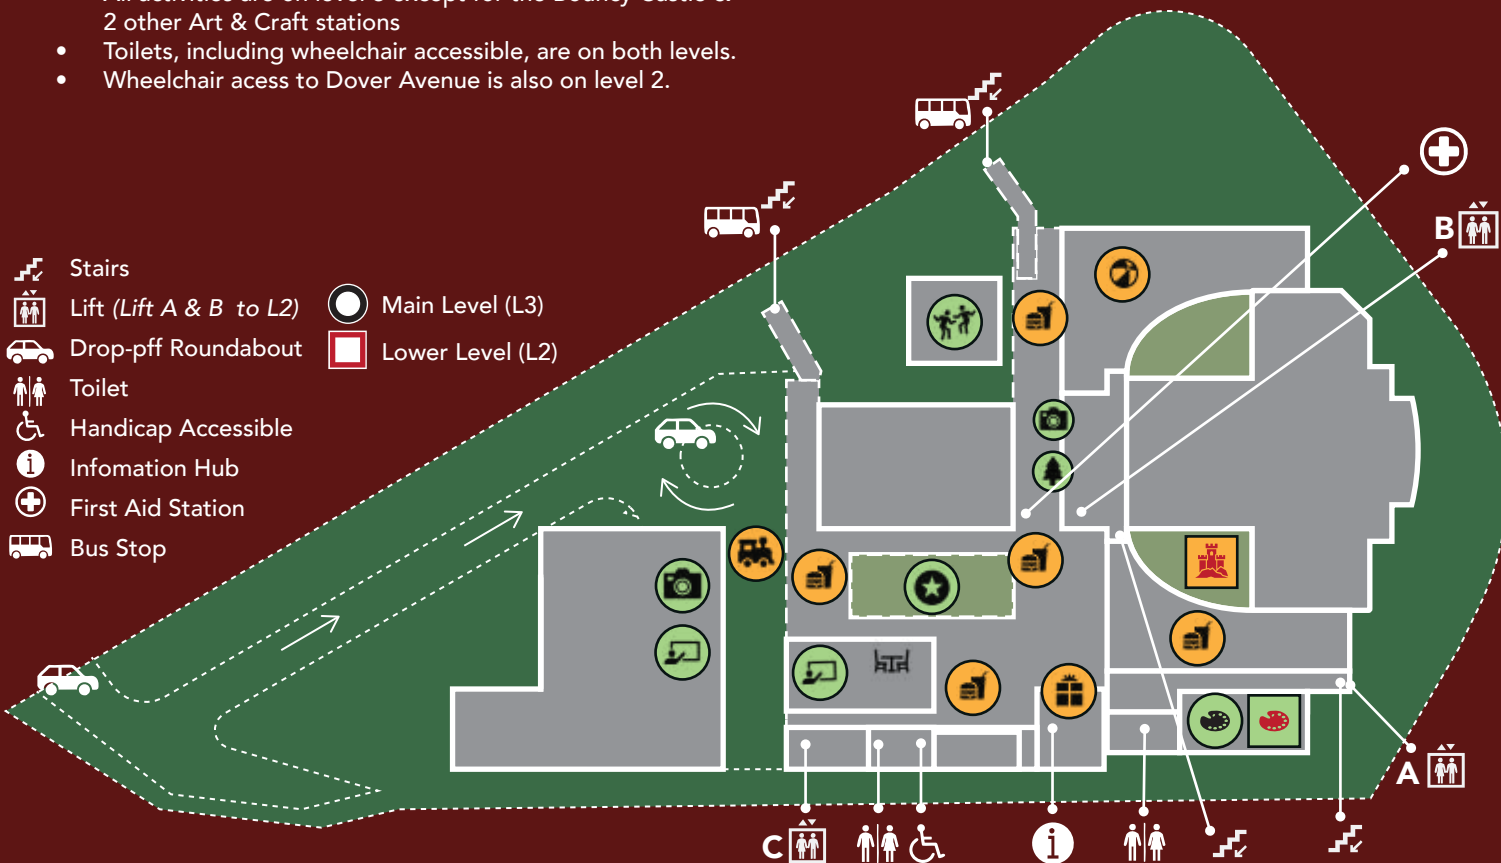 2 other Art & Craft stations
• Toilets, including wheelchair accessible, are on both levels.
• Wheelchair acess to Dover Avenue is also on level 2.
Stairs
Lift (Lift A & B to L2)
Main Level (L3)
Drop-pff Roundabout
Lower Level (L2)
Toilet
Handicap Accessible
Infomation Hub
First Aid Station
Bus Stop
B
A
C
i